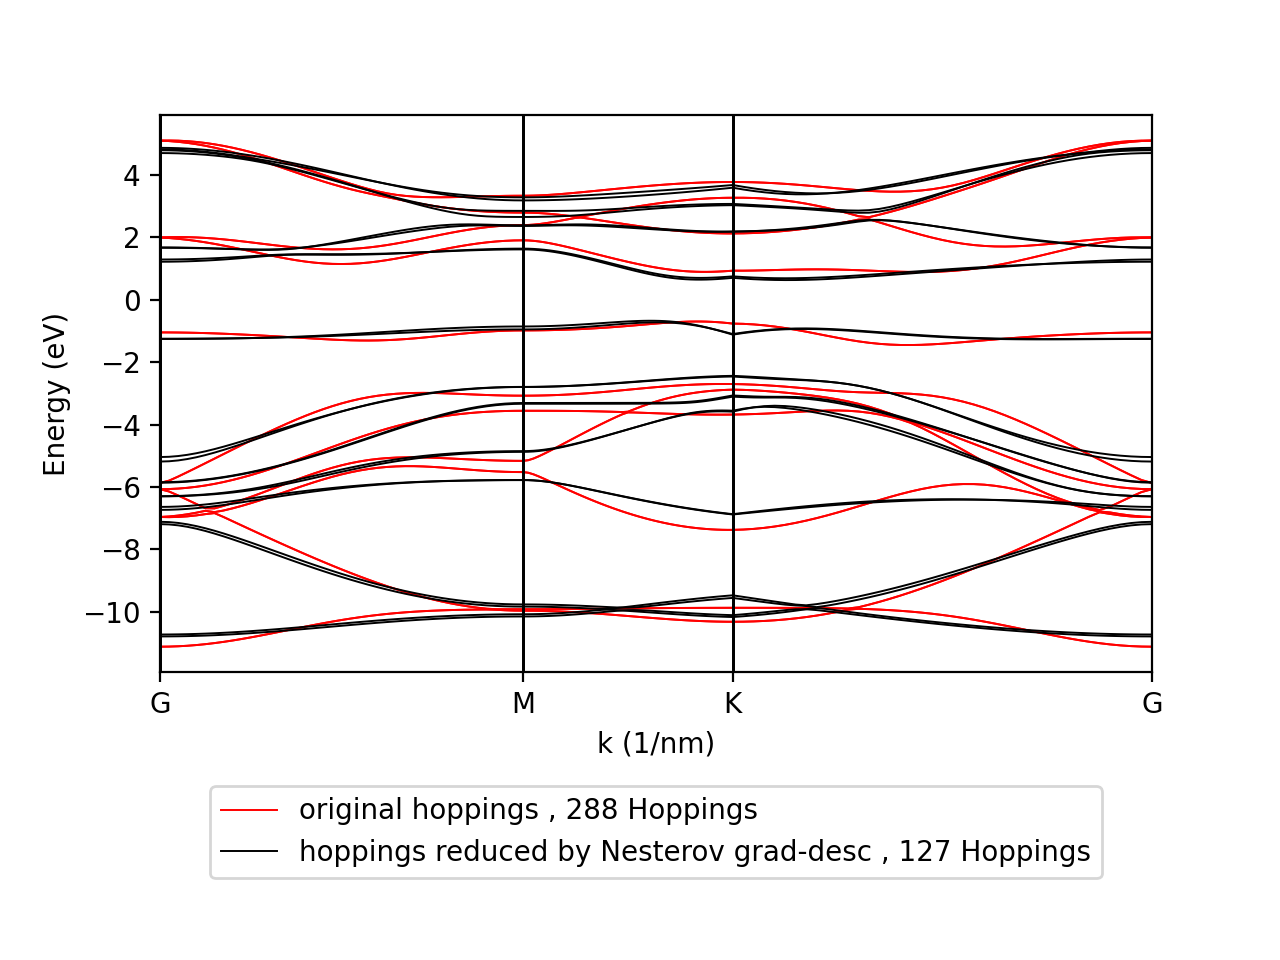 4
2
0
−2
−4
−6
−8
−10
Energy (eV)
G M K G
k (1/nm)
original hoppings , 288 Hoppings
hoppings reduced by Nesterov grad-desc , 127 Hoppings